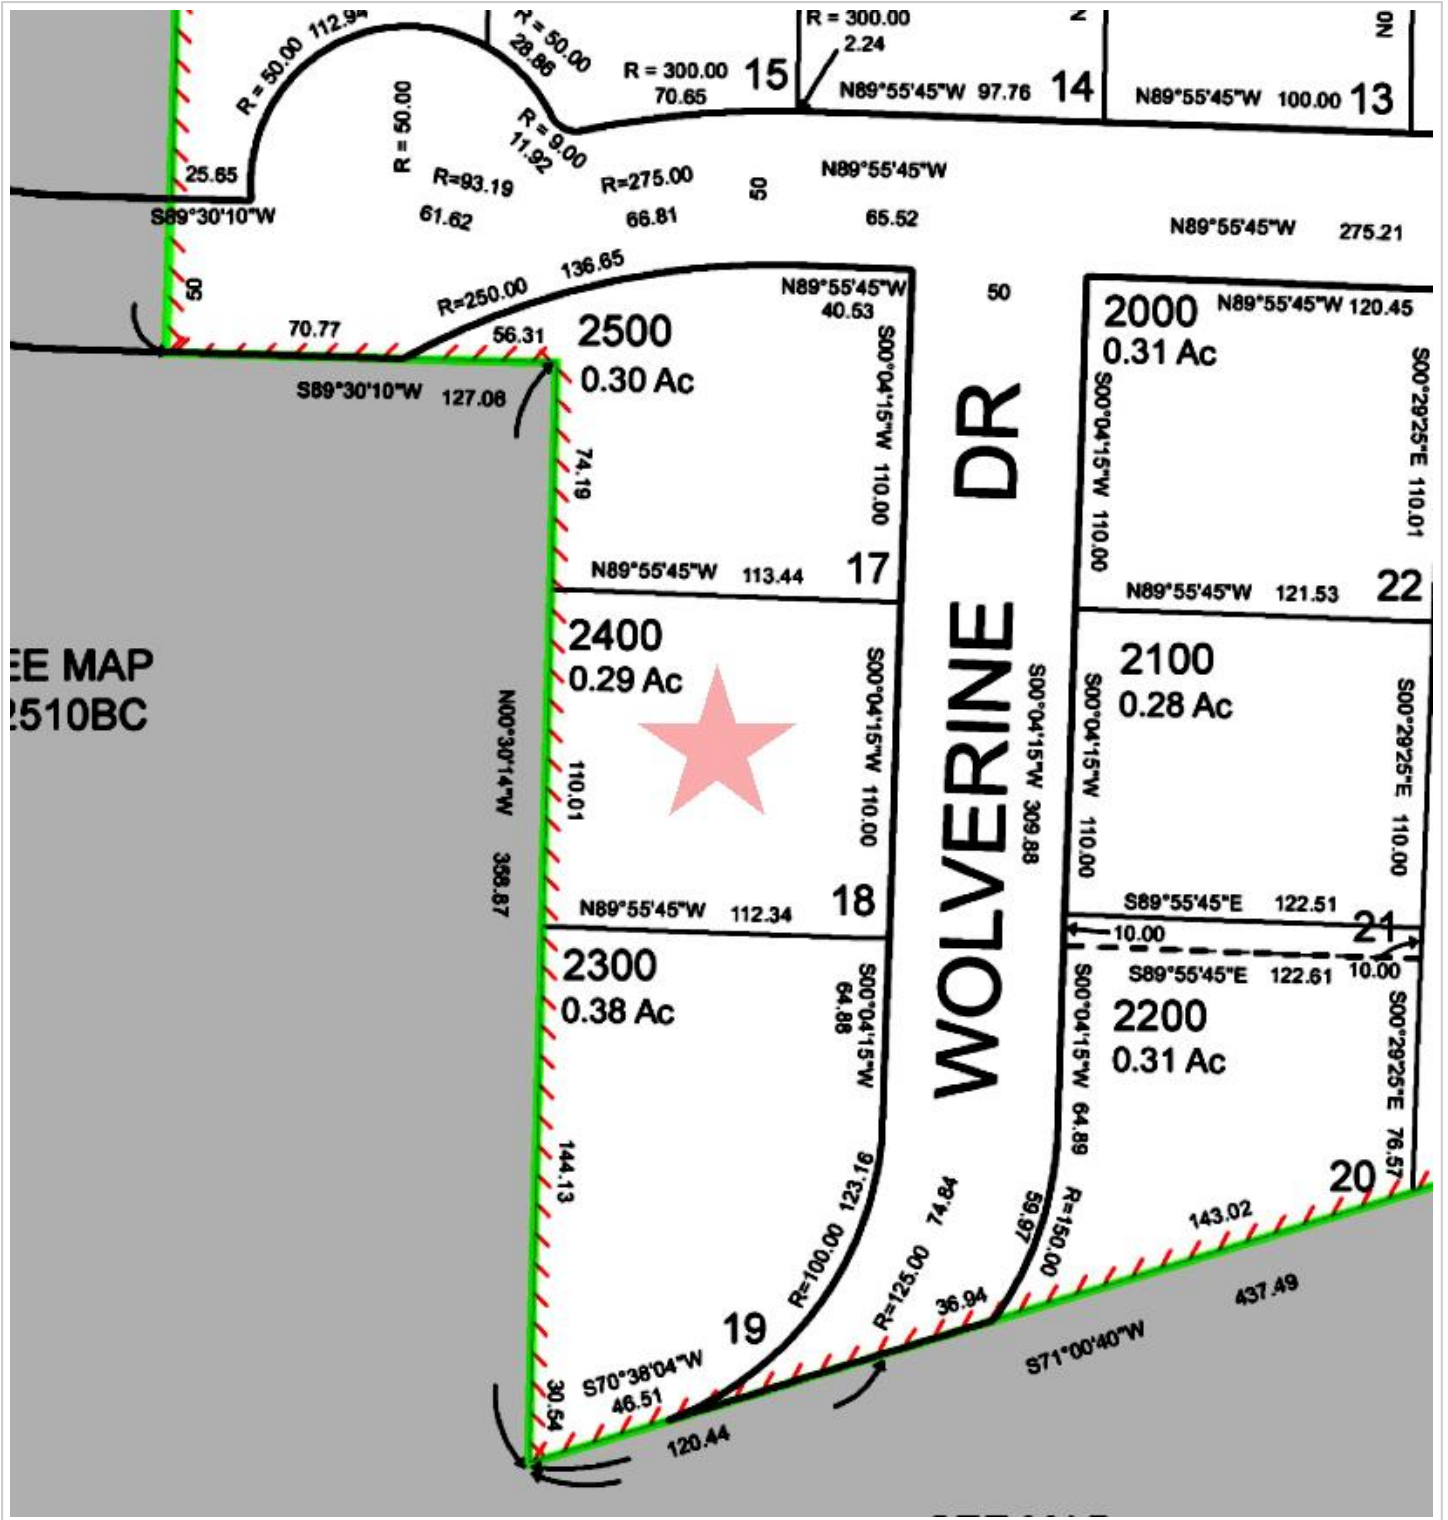 R = 50.00 112.94
R = 50.00
28.86
R = 300.00
2.24
R = 300.00
70.65
15
N89°55'45"W 97.76
14
N89°55'45"W 100.00
13
R = 50.00
R = 9.00
11.92
25.65
S89°30'10"W
R=93.19
61.62
R=275.00
66.81
50
N89°55'45"W
65.52
N89°55'45"W 275.21
50
R=250.00 136.65
70.77
56.31
S89°30'10"W 127.08
2500
0.30 Ac
N89°55'45"W
40.53
50
2000
0.31 Ac
N89°55'45"W 120.45
S00°04'15"W 110.00
S00°04'15"W 110.00
S00°29'25"E 110.01
74.19
N89°55'45"W 113.44
17
N89°55'45"W 121.53
22
EE MAP
2510BC
2400
0.29 Ac
N00°30'14"W 358.87
110.01
S00°04'15"W 110.00
WOLVERINE DR
S00°04'15"W 309.88
2100
0.28 Ac
S00°04'15"W 110.00
S00°29'25"E 110.00
N89°55'45"W 112.34
18
S89°55'45"E 122.51
21
10.00
S89°55'45"E 122.61
10.00
2300
0.38 Ac
S00°04'15"W
64.88
2200
0.31 Ac
S00°04'15"W 64.89
S00°29'25"E 76.57
144.13
R=100.00 123.16
R=125.00 74.84
59.97
R=150.00
20
143.02
19
36.94
437.49
S71°00'40"W
S70°38'04"W
46.51
30.54
120.44